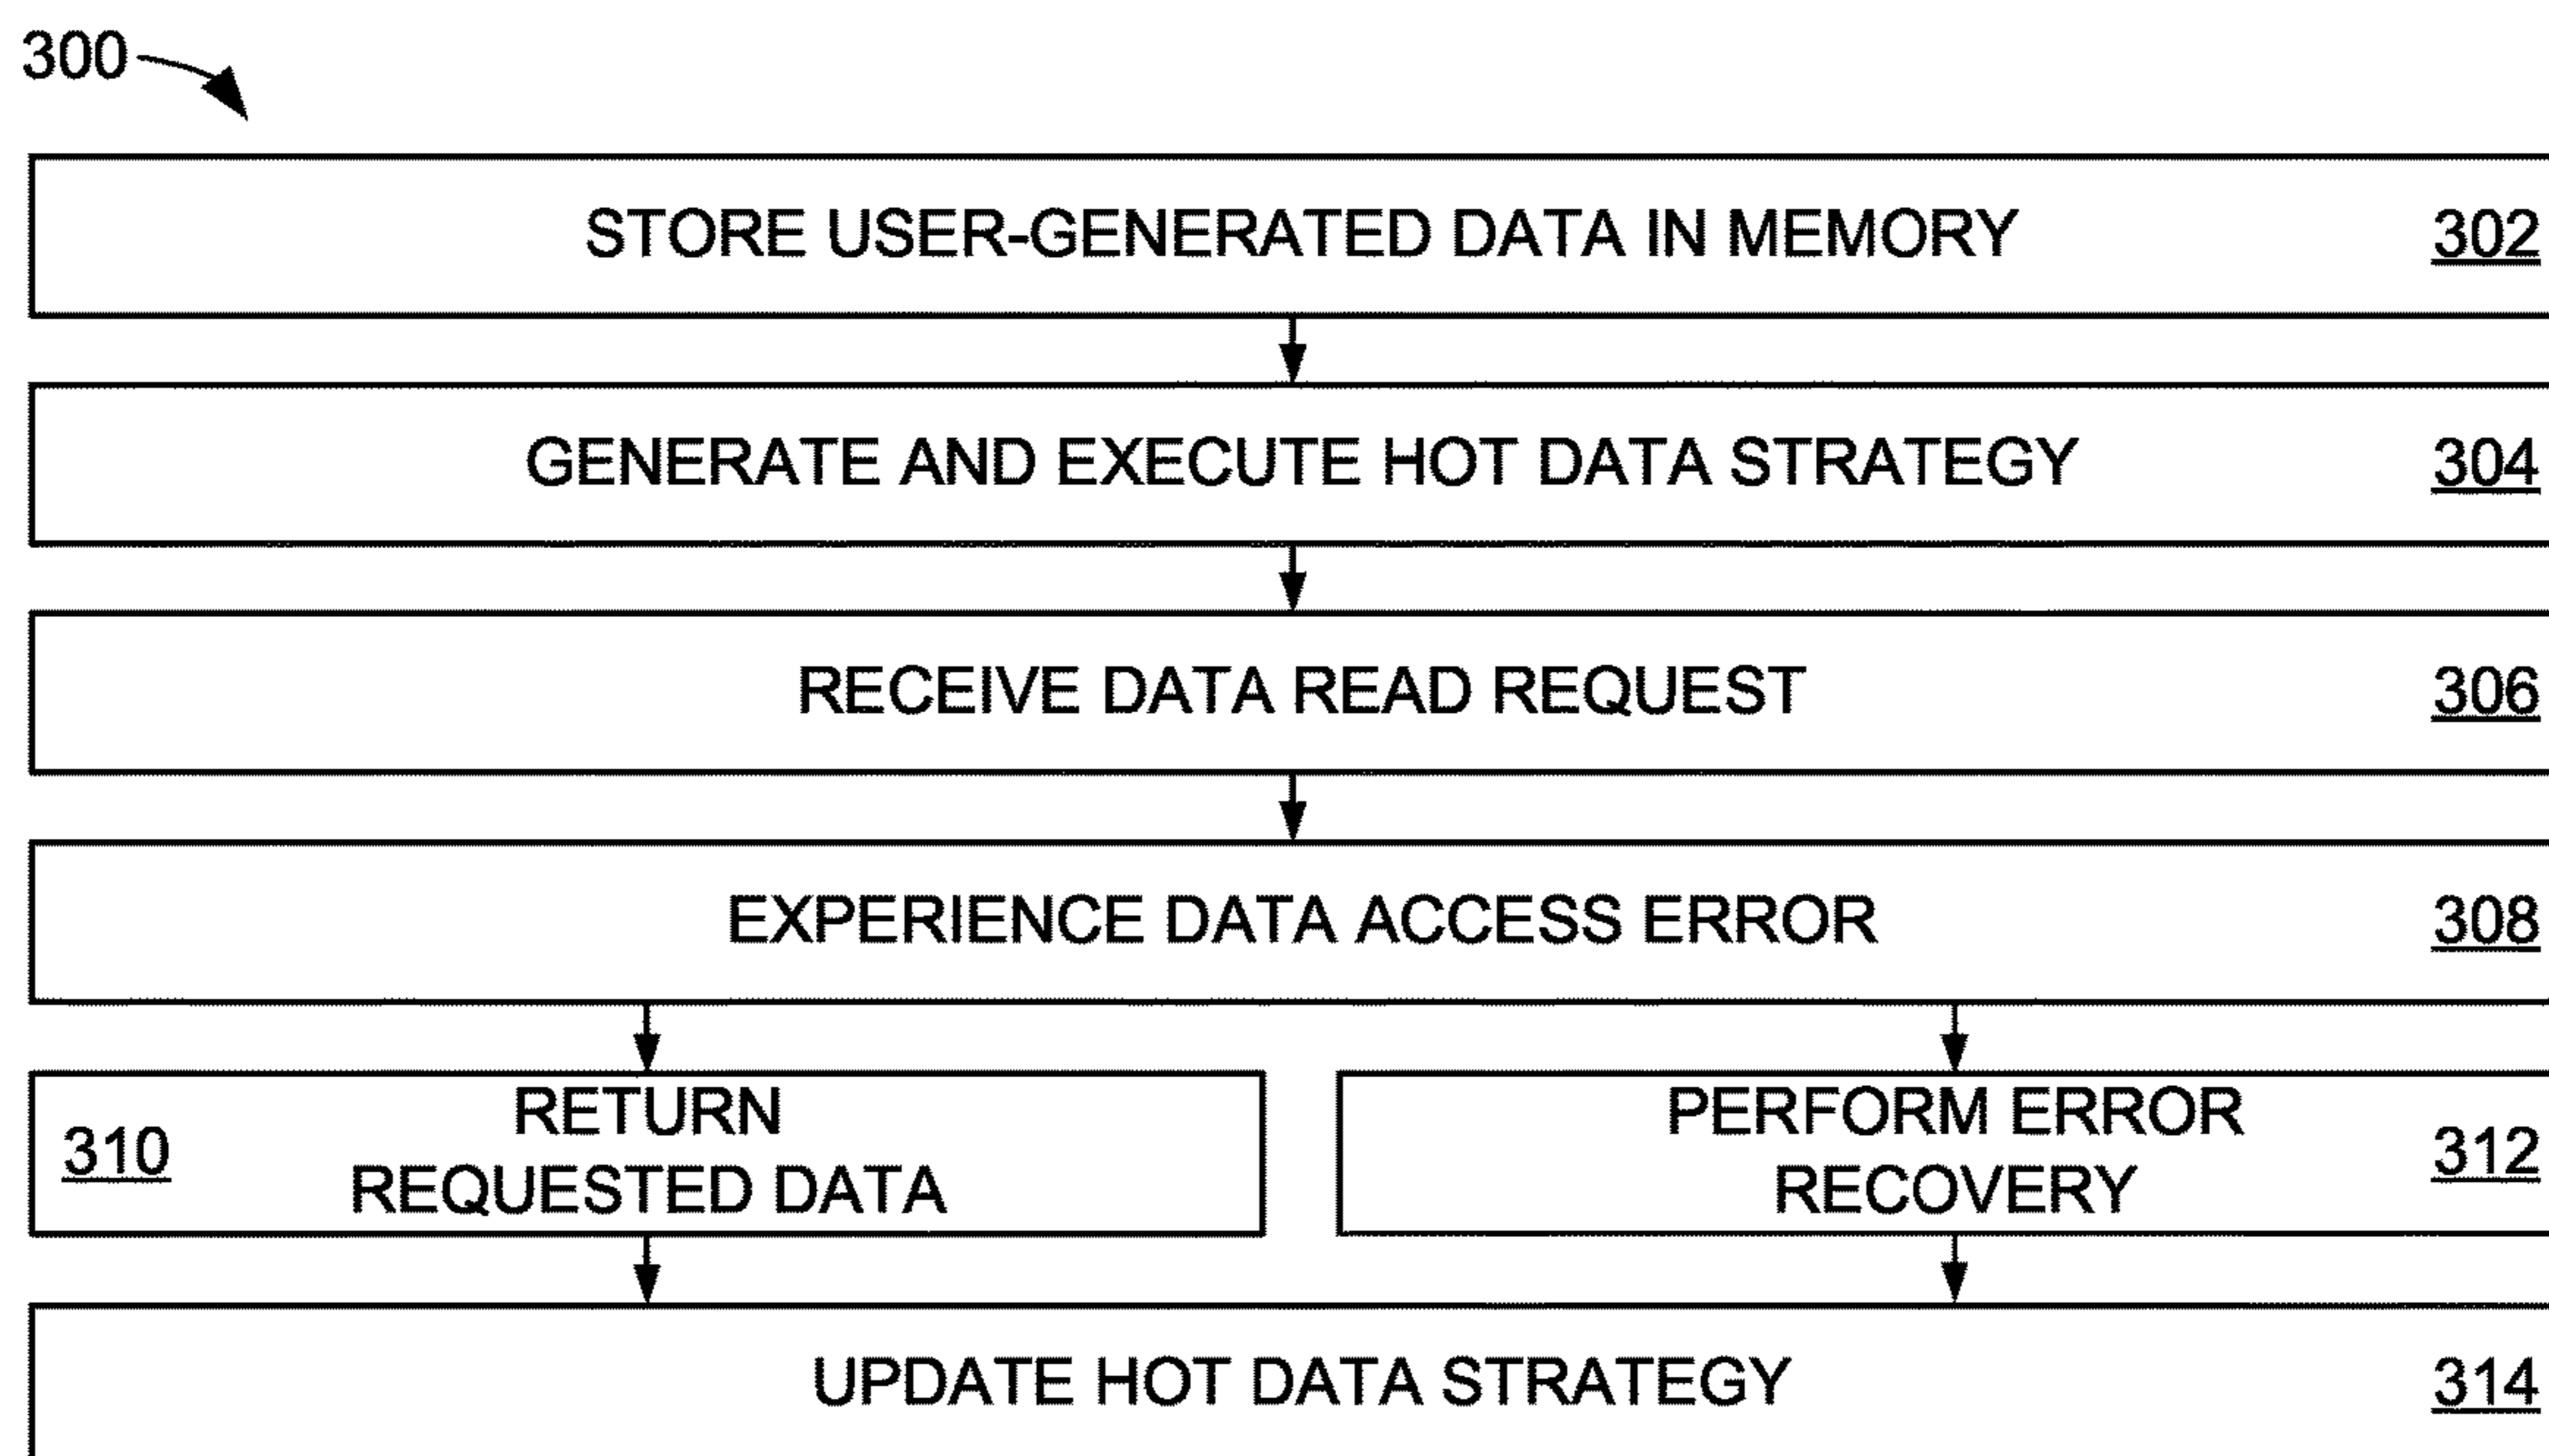 300
STORE USER-GENERATED DATA IN MEMORY 302
GENERATE AND EXECUTE HOT DATA STRATEGY 304
RECEIVE DATA READ REQUEST 306
EXPERIENCE DATA ACCESS ERROR 308
310
RETURN
REQUESTED DATA
PERFORM ERROR
RECOVERY
312
UPDATE HOT DATA STRATEGY 314